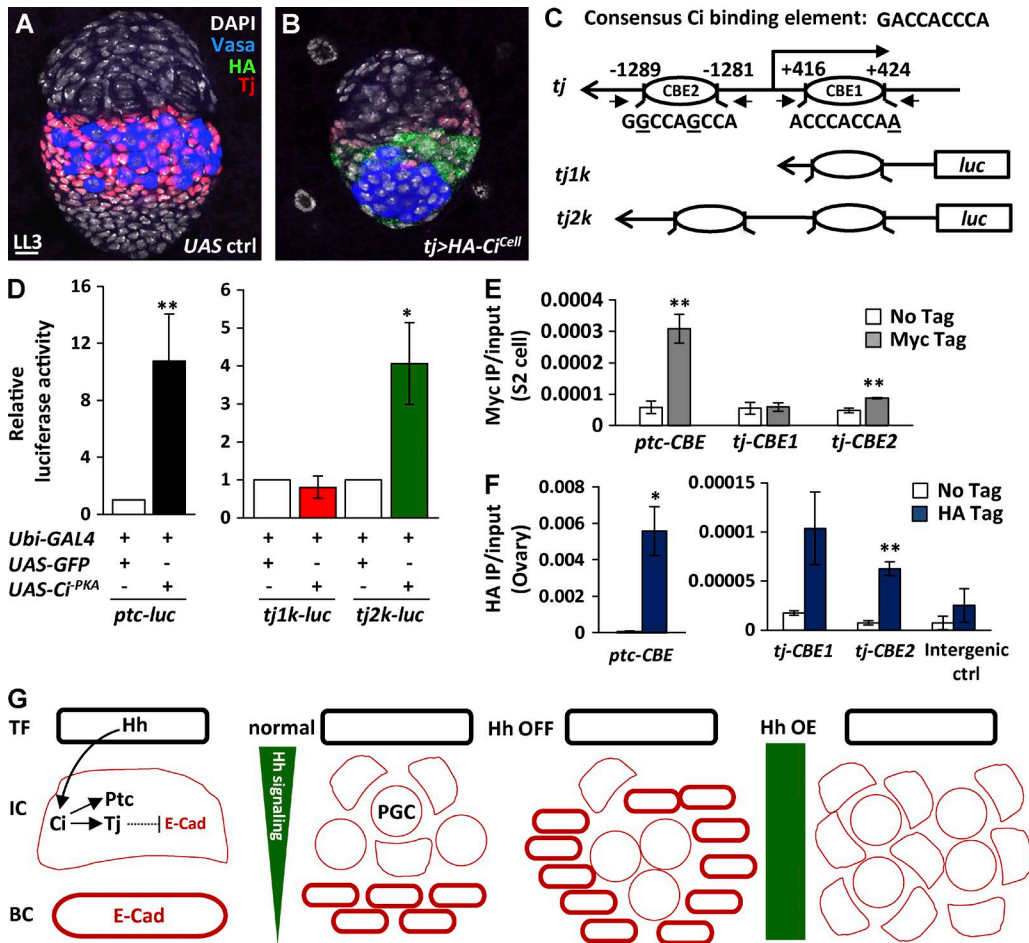 A
DAPI
Vasa
HA
Tj
LL3
UAS ctrl
B
tj>HA-Ci^Cell
C
Consensus Ci binding element: GACCACCCA
-1289
-1281
+416
+424
tj
CBE2
CBE1
GGCCAGCCA
ACCCACCAA
tj1k
luc
tj2k
luc
D
Relative
luciferase activity
16
12
8
4
0
**
6
5
4
3
2
1
0
*
Ubi-GAL4 + + + + + +
UAS-GFP + - + - + -
UAS-Ci^-PKA - + - + - +
ptc-luc
tj1k-luc
tj2k-luc
E
Myc IP/input
(S2 cell)
0.0004
0.0003
0.0002
0.0001
0
**
**
No Tag
Myc Tag
ptc-CBE
tj-CBE1
tj-CBE2
F
HA IP/input
(Ovary)
0.008
0.006
0.004
0.002
0
*
ptc-CBE
0.00015
0.0001
0.00005
0
**
No Tag
HA Tag
tj-CBE1
tj-CBE2
Intergenic
ctrl
G
TF
Hh
IC
Ptc
Ci
Tj
E-Cad
BC
E-Cad
normal
Hh signaling
PGC
Hh OFF
Hh OE